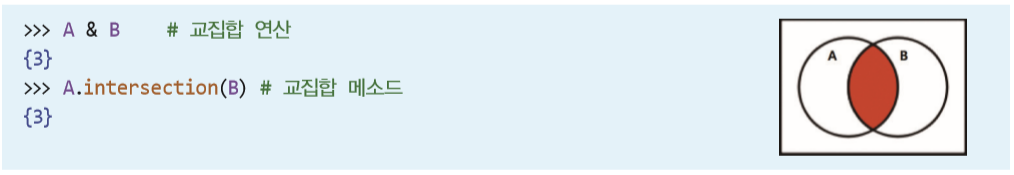 >>> A & B    # 교집합 연산
{3}
>>> A.intersection(B) # 교집합 메소드
{3}
A B